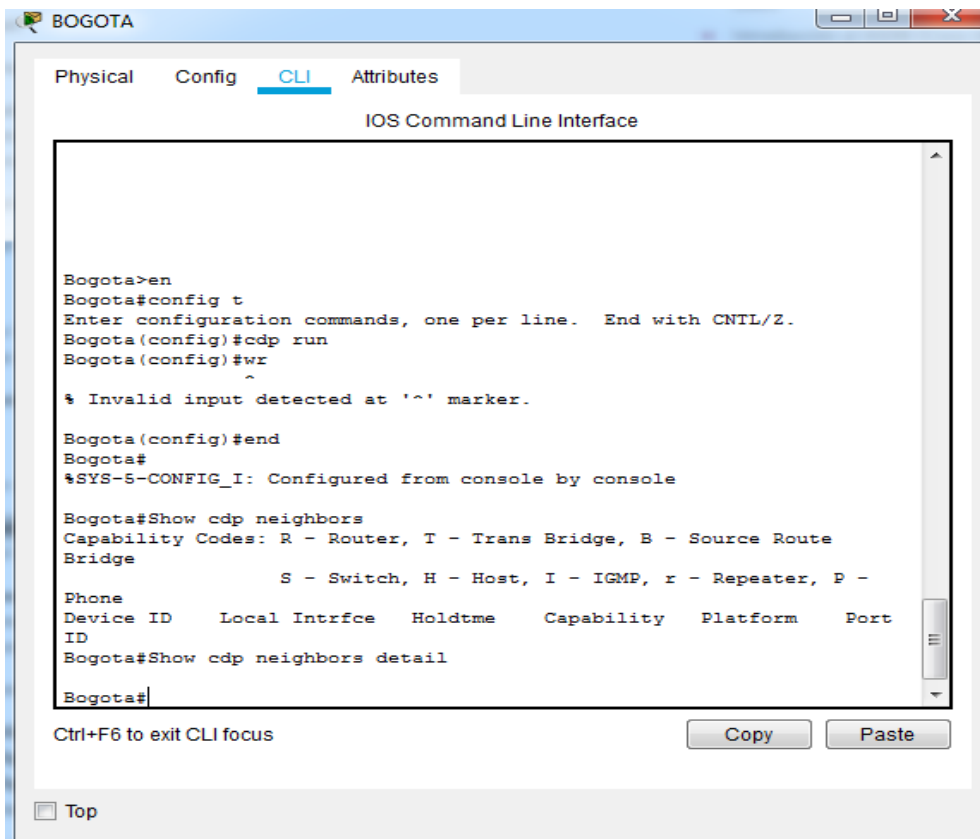 BOGOTA
Physical Config CLI Attributes
IOS Command Line Interface
Bogota>en
Bogota#config t
Enter configuration commands, one per line. End with CNTL/Z.
Bogota(config)#cdp run
Bogota(config)#wr
^
% Invalid input detected at '^' marker.
Bogota(config)#end
Bogota#
%SYS-5-CONFIG_I: Configured from console by console
Bogota#Show cdp neighbors
Capability Codes: R - Router, T - Trans Bridge, B - Source Route
Bridge
S - Switch, H - Host, I - IGMP, r - Repeater, P -
Phone
Device ID Local Intrfce Holdtme Capability Platform Port
ID
Bogota#Show cdp neighbors detail
Bogota#
Ctrl+F6 to exit CLI focus
Copy Paste
Top